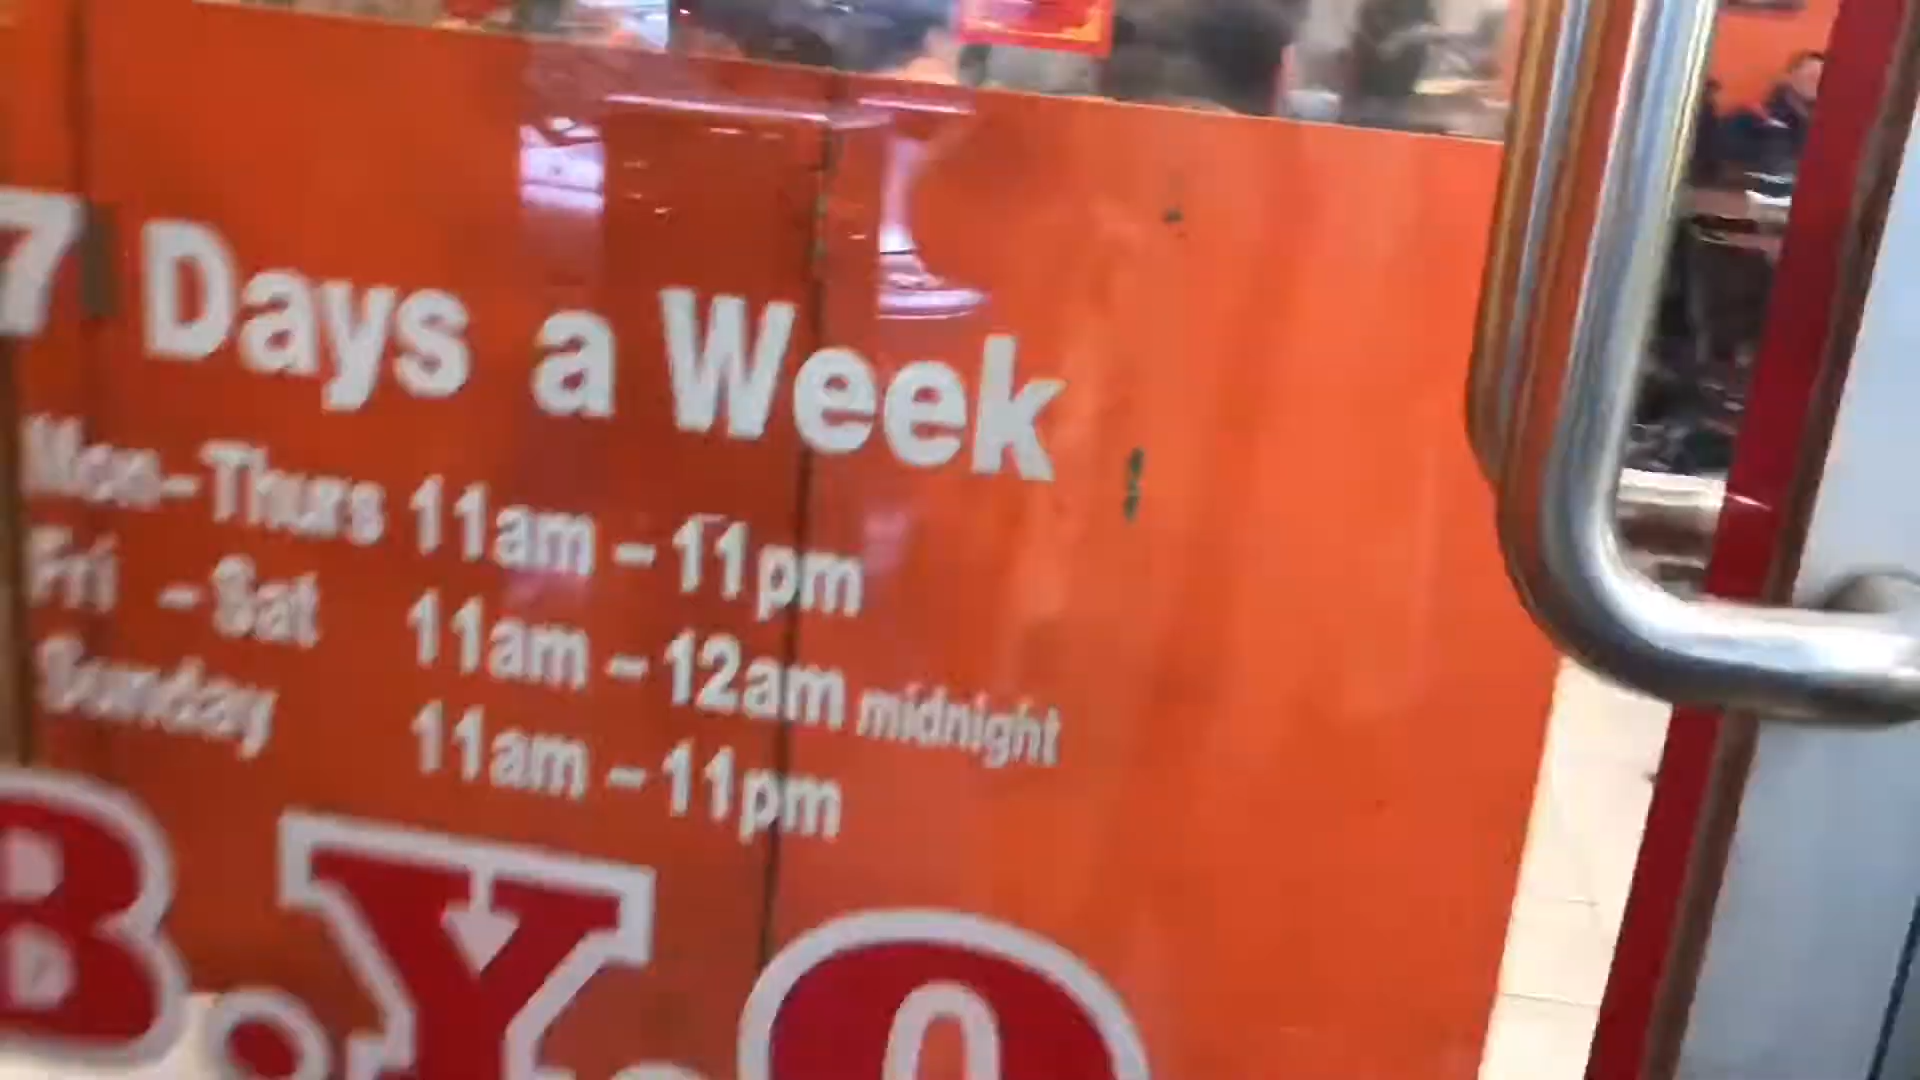 7 Days a Week
Mon-Thurs 11am - 11pm
Fri - Sat 11am - 12am midnight
Sunday 11am - 11pm
B.Y.O